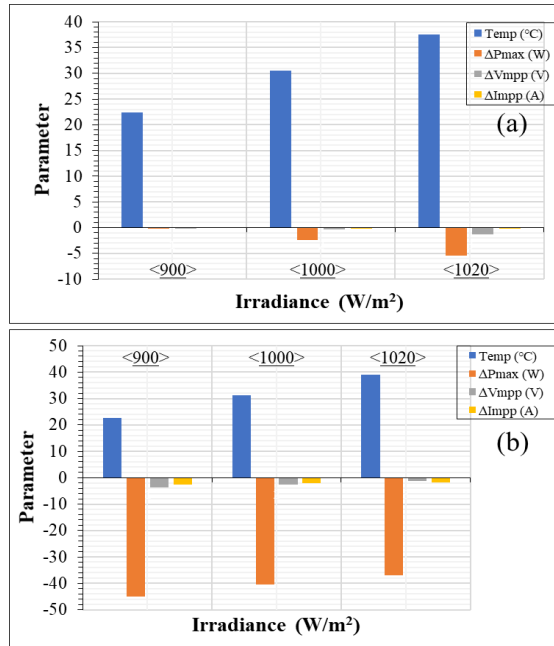 40
35
30
25
20
15
10
5
0
-5
-10
Parameter
Temp (°C)
ΔPmax (W)
ΔVmpp (V)
ΔImpp (A)
(a)
<900> <1000> <1020>
Irradiance (W/m²)
50
40
30
20
10
0
-10
-20
-30
-40
-50
Parameter
<900> <1000> <1020>
Temp (°C)
ΔPmax (W)
ΔVmpp (V)
ΔImpp (A)
(b)
Irradiance (W/m²)